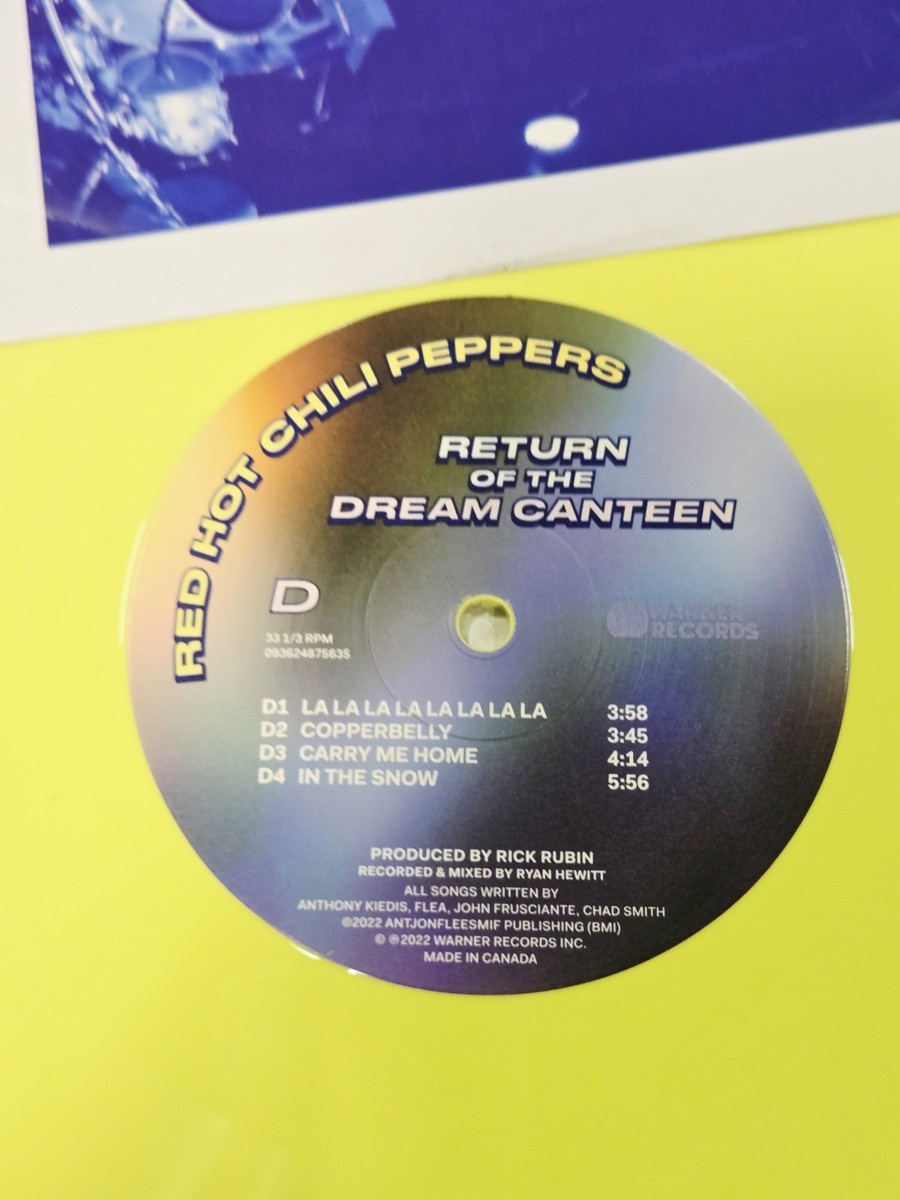 RED HOT CHILI PEPPERS
RETURN
OF THE
DREAM CANTEEN
D
33 1/3 RPM
093624875635
WARNER
RECORDS
D1 LA LA LA LA LA LA LA LA 3:58
D2 COPPERBELLY 3:45
D3 CARRY ME HOME 4:14
D4 IN THE SNOW 5:56
PRODUCED BY RICK RUBIN
RECORDED & MIXED BY RYAN HEWITT
ALL SONGS WRITTEN BY
ANTHONY KIEDIS, FLEA, JOHN FRUSCIANTE, CHAD SMITH
©2022 ANTJONFLEESMIF PUBLISHING (BMI)
© ℗2022 WARNER RECORDS INC.
MADE IN CANADA